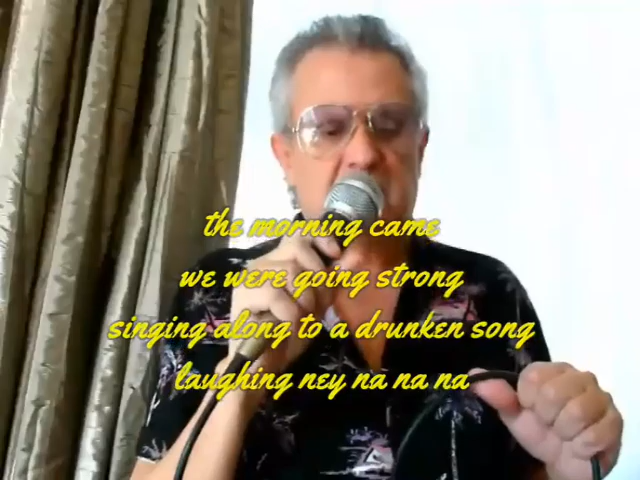 the morning came
we were going strong
singing along to a drunken song
laughing ney na na na